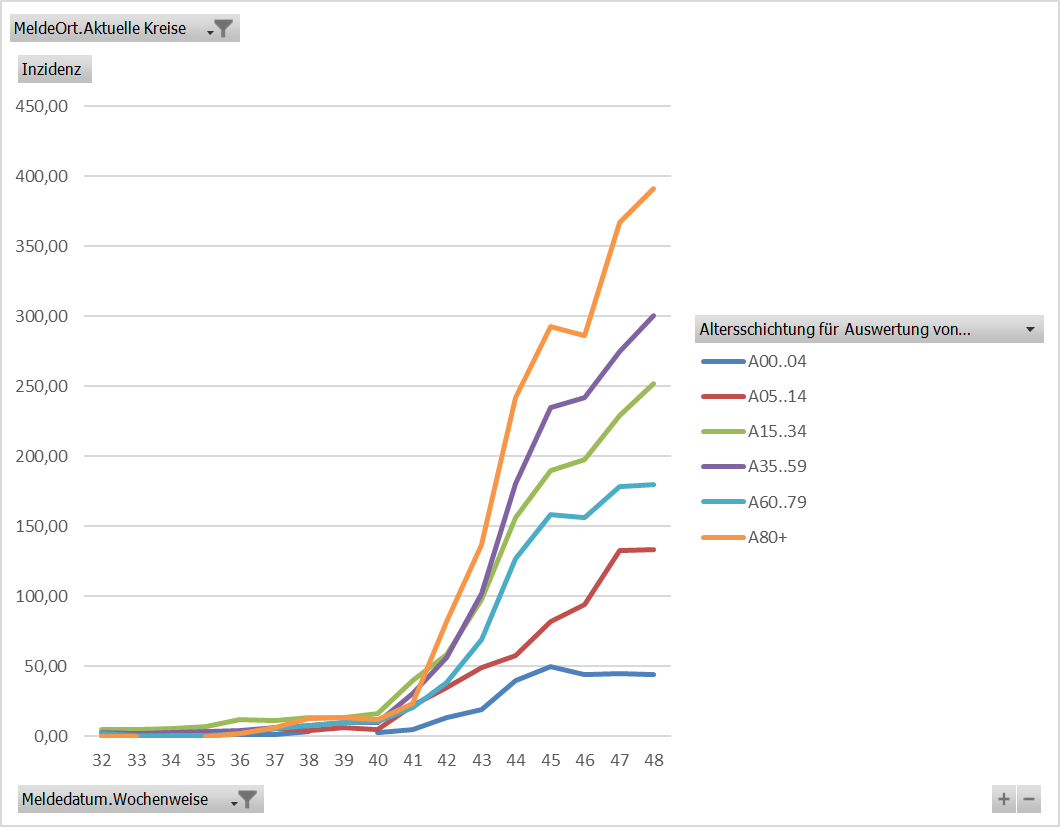 MeldeOrt.Aktuelle Kreise
Inzidenz
450,00
400,00
350,00
300,00
250,00
200,00
150,00
100,00
50,00
0,00
32 33 34 35 36 37 38 39 40 41 42 43 44 45 46 47 48
Altersschichtung für Auswertung von...
A00..04
A05..14
A15..34
A35..59
A60..79
A80+
Meldedatum.Wochenweise
+ −